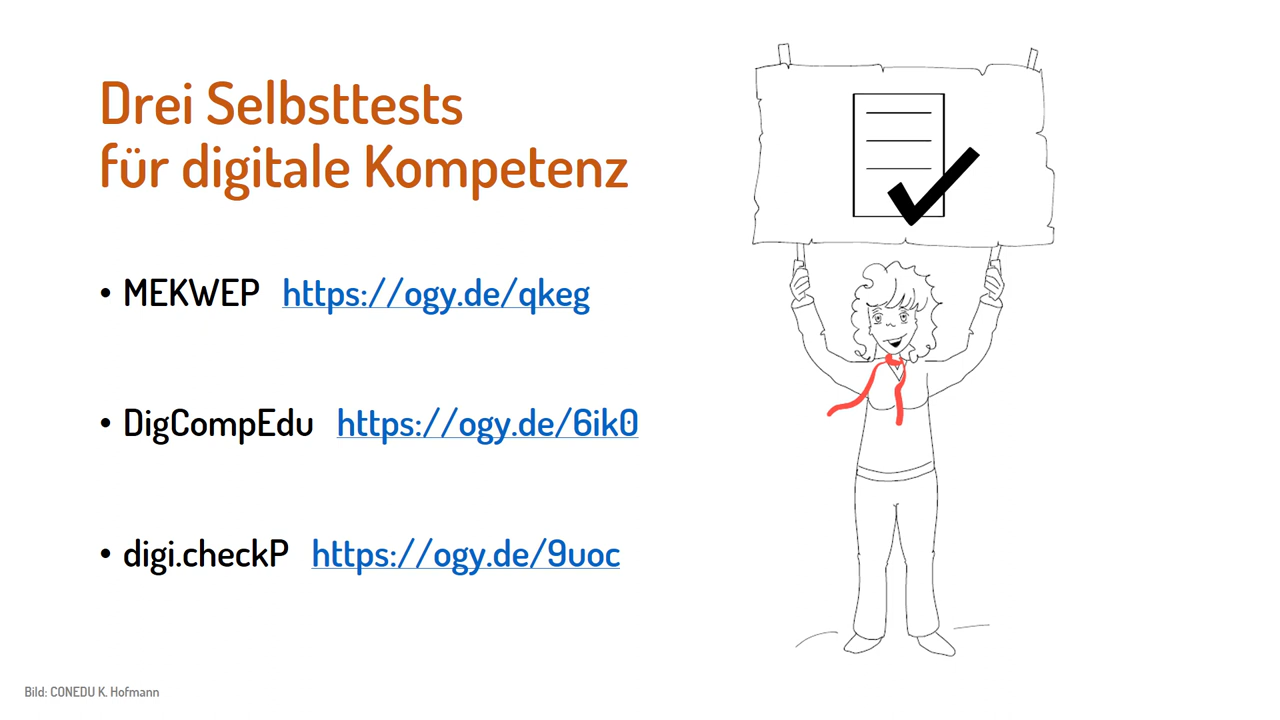 Drei Selbsttests
für digitale Kompetenz
• MEKWEP https://ogy.de/qkeg
• DigCompEdu https://ogy.de/6ik0
• digi.checkP https://ogy.de/9uoc
Bild: CONEDU K. Hofmann